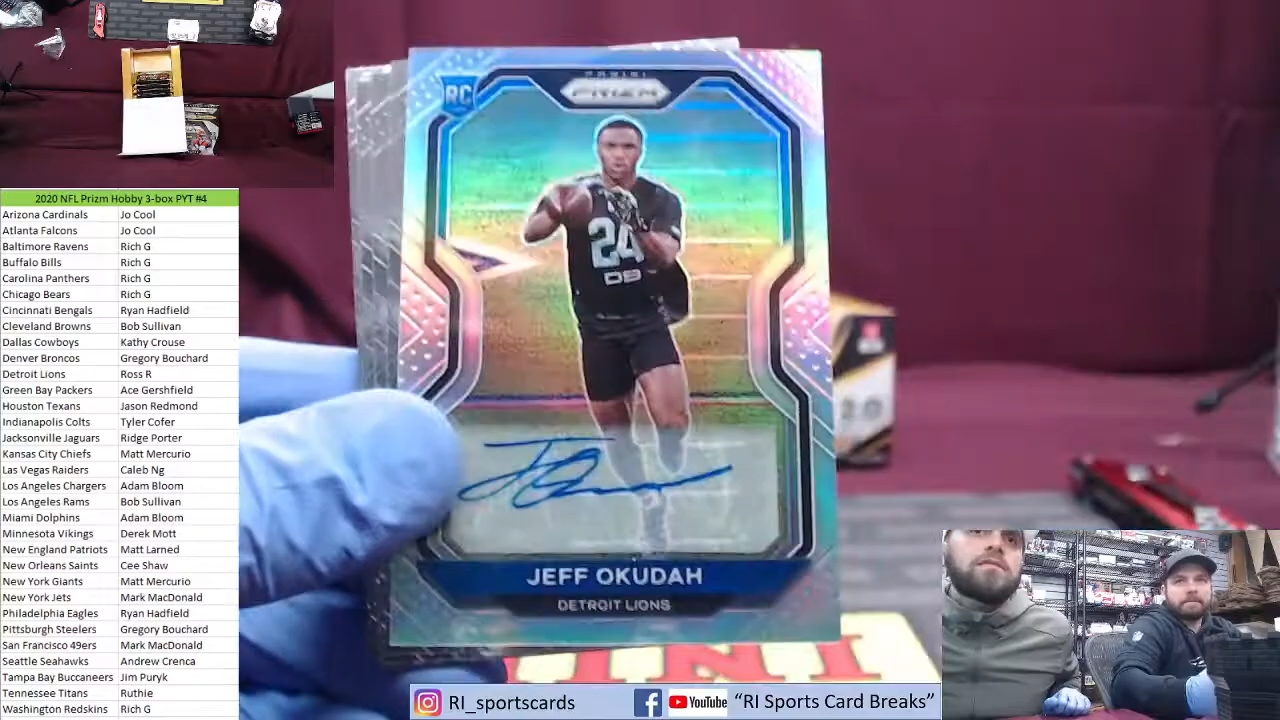 2020 NFL Prizm Hobby 3-box PYT #4
Arizona Cardinals Jo Cool
Atlanta Falcons Jo Cool
Baltimore Ravens Rich G
Buffalo Bills Rich G
Carolina Panthers Rich G
Chicago Bears Rich G
Cincinnati Bengals Ryan Hadfield
Cleveland Browns Bob Sullivan
Dallas Cowboys Kathy Crouse
Denver Broncos Gregory Bouchard
Detroit Lions Ross R
Green Bay Packers Ace Gershfield
Houston Texans Jason Redmond
Indianapolis Colts Tyler Cofer
Jacksonville Jaguars Ridge Porter
Kansas City Chiefs Matt Mercurio
Las Vegas Raiders Caleb Ng
Los Angeles Chargers Adam Bloom
Los Angeles Rams Bob Sullivan
Miami Dolphins Adam Bloom
Minnesota Vikings Derek Mott
New England Patriots Matt Larned
New Orleans Saints Cee Shaw
New York Giants Matt Mercurio
New York Jets Mark MacDonald
Philadelphia Eagles Ryan Hadfield
Pittsburgh Steelers Gregory Bouchard
San Francisco 49ers Mark MacDonald
Seattle Seahawks Andrew Crenca
Tampa Bay Buccaneers Jim Puryk
Tennessee Titans Ruthie
Washington Redskins Rich G
RC
PANINI
PRIZM
24
DB
JEFF OKUDAH
DETROIT LIONS
RI_sportscards YouTube "RI Sports Card Breaks"